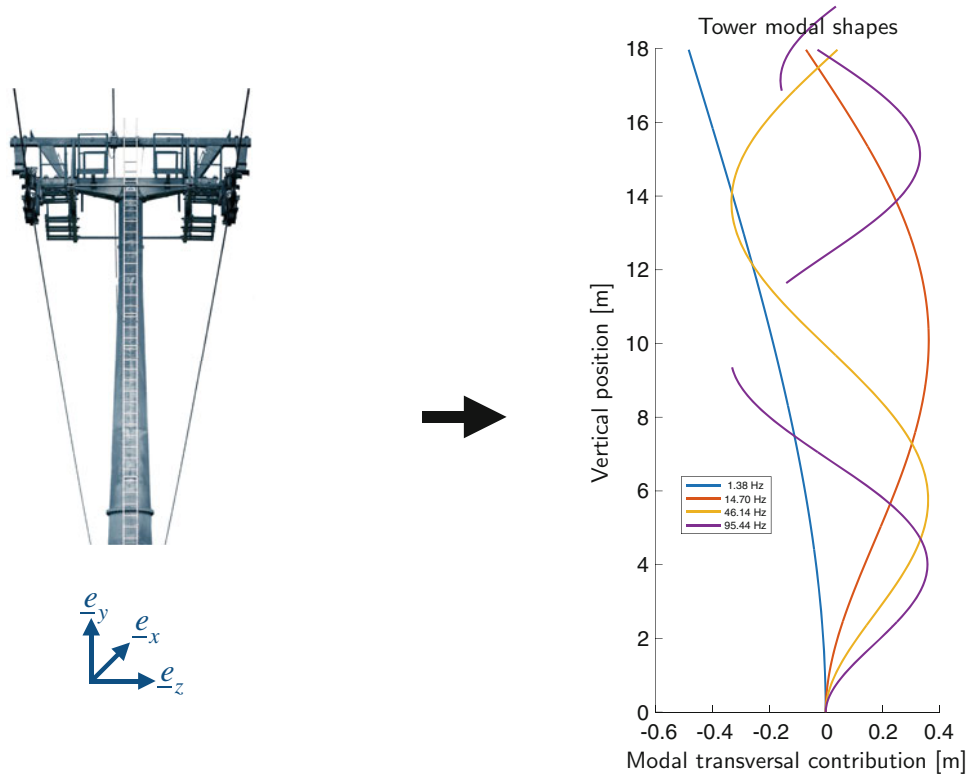 Tower modal shapes
18
16
14
12
10
8
6
4
2
0
Vertical position [m]
1.38 Hz
14.70 Hz
46.14 Hz
95.44 Hz
-0.6 -0.4 -0.2 0 0.2 0.4
Modal transversal contribution [m]
e_y
e_x
e_z